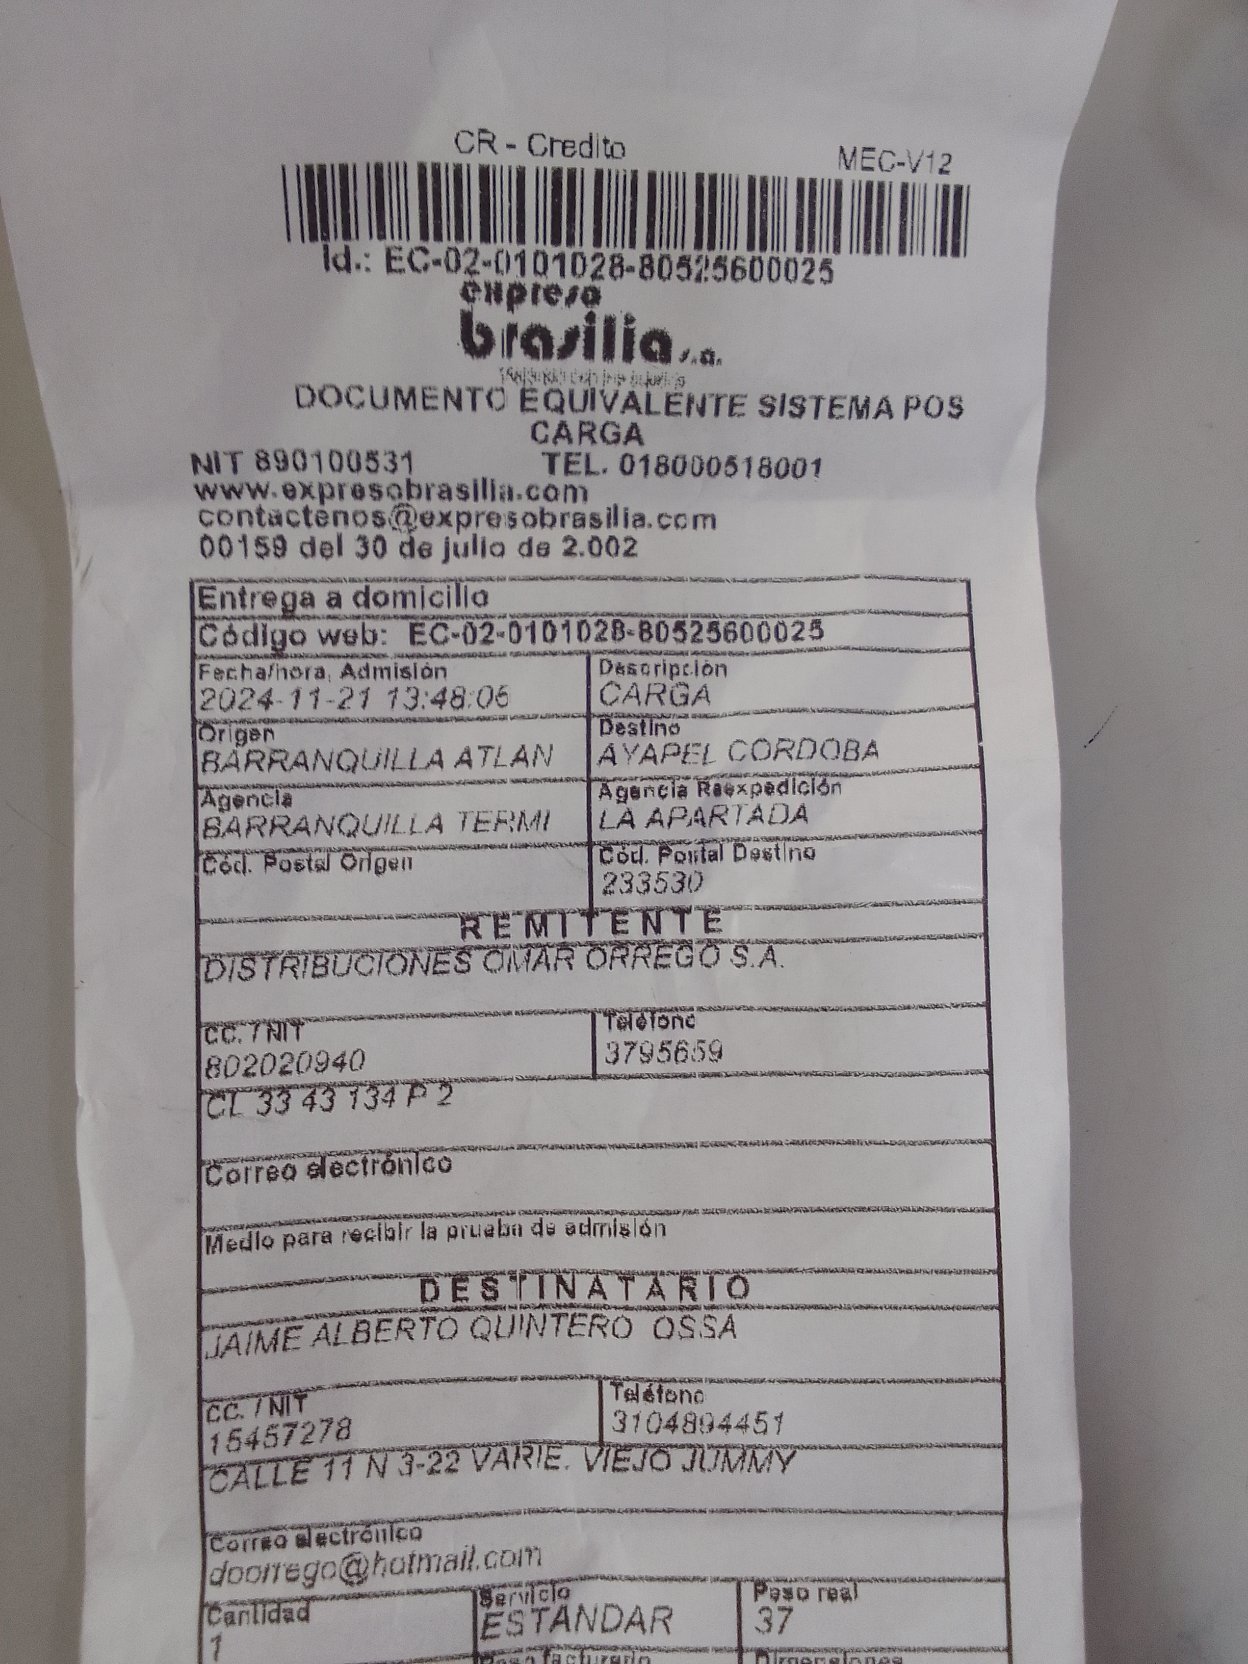 CR - Credito MEC-V12
Id.: EC-02-0101028-80525600025
expreso
brasilia s.a.
DOCUMENTO EQUIVALENTE SISTEMA POS
CARGA
NIT 890100531 TEL. 018000518001
www.expresobrasilia.com
contactenos@expresobrasilia.com
00159 del 30 de julio de 2.002
Entrega a domicilio
Código web: EC-02-0101028-80525600025
Fecha/hora, Admisión Descripción
2024-11-21 13:48:06 CARGA
Origen Destino
BARRANQUILLA ATLAN AYAPEL CORDOBA
Agencia Agencia Reexpedición
BARRANQUILLA TERMI LA APARTADA
Cód. Postal Origen Cód. Postal Destino
233530
REMITENTE
DISTRIBUCIONES OMAR ORREGO S.A.
CC. / NIT Teléfono
802020940 3795659
CL 33 43 134 P 2
Correo electrónico
Medio para recibir la prueba de admisión
DESTINATARIO
JAIME ALBERTO QUINTERO OSSA
CC. / NIT Teléfono
15457278 3104894451
CALLE 11 N 3-22 VARIE. VIEJO JUMMY
Correo electrónico
doorrego@hotmail.com
Cantidad Servicio Peso real
1 ESTANDAR 37
Peso facturado Dimensiones